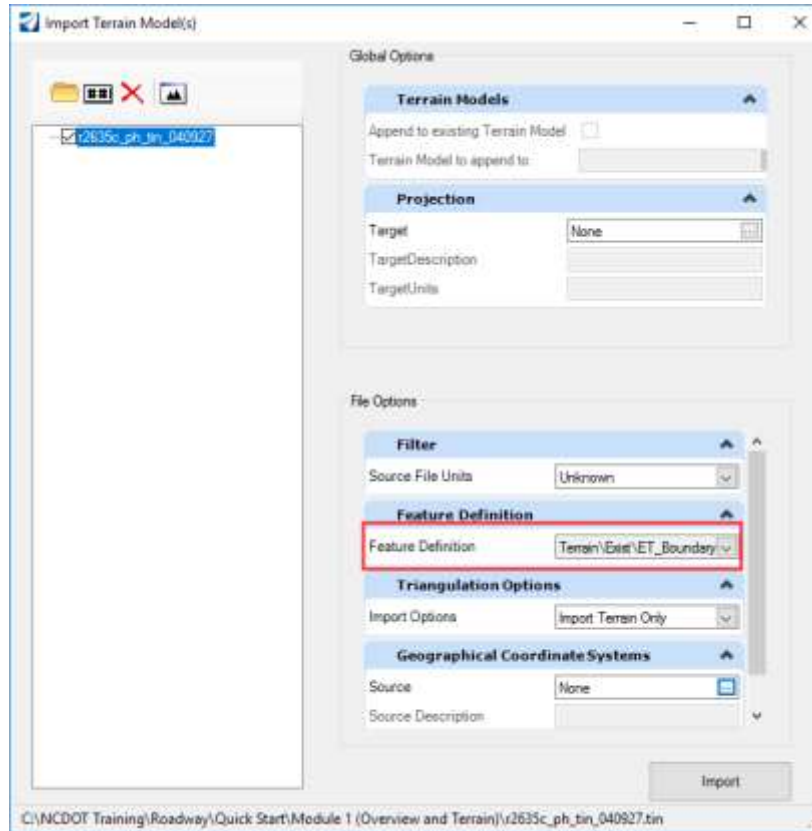 Import Terrain Model(s)
Global Options
Terrain Models
Append to existing Terrain Model
Terrain Model to append to
r2635c_ph_tin_040927
Projection
Target None
TargetDescription
TargetUnits
File Options
Filter
Source File Units Unknown
Feature Definition
Feature Definition Terrain\Exist\ET_Boundary
Triangulation Options
Import Options Import Terrain Only
Geographical Coordinate Systems
Source None
Source Description
Import
C:\NCDOT Training\Roadway\Quick Start\Module 1 (Overview and Terrain)\r2635c_ph_tin_040927.tin